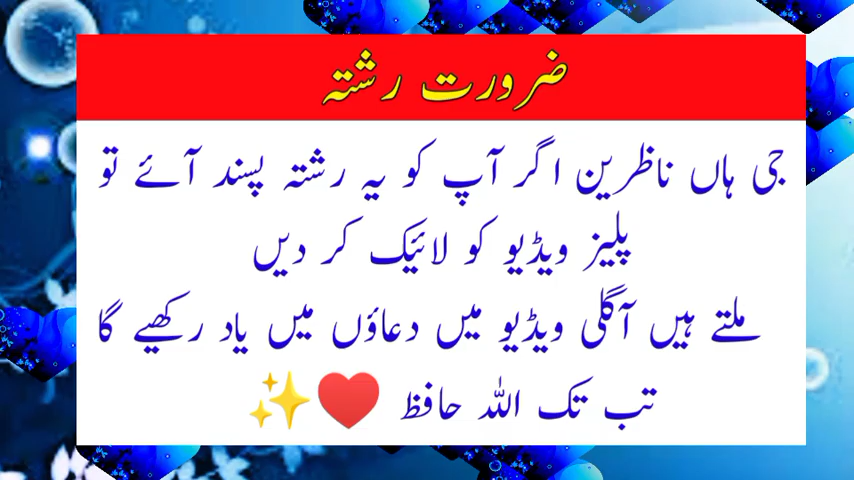 ضرورت رشتہ
جی ہاں ناظرین اگر آپ کو یہ رشتہ پسند آئے تو
پلیز ویڈیو کو لائیک کر دیں
ملتے ہیں آگلی ویڈیو میں دعاؤں میں یاد رکھیے گا
تب تک اللہ حافظ ❤️✨